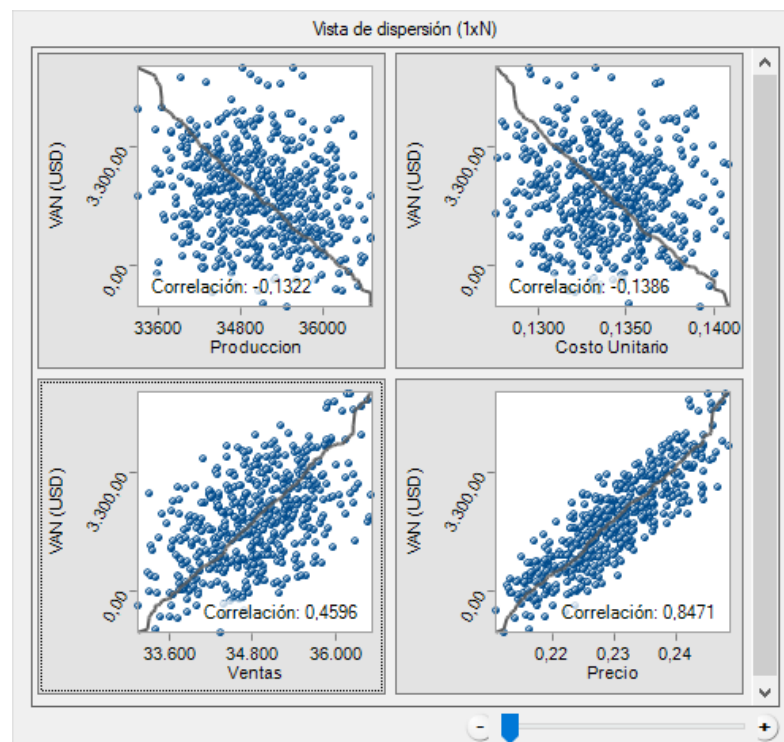 Vista de dispersión (1xN)
VAN (USD)
3.300,00
0,00
Correlación: -0,1322
33600 34800 36000
Produccion
VAN (USD)
3.300,00
0,00
Correlación: -0,1386
0,1300 0,1350 0,1400
Costo Unitario
VAN (USD)
3.300,00
0,00
Correlación: 0,4596
33.600 34.800 36.000
Ventas
VAN (USD)
3.300,00
0,00
Correlación: 0,8471
0,22 0,23 0,24
Precio